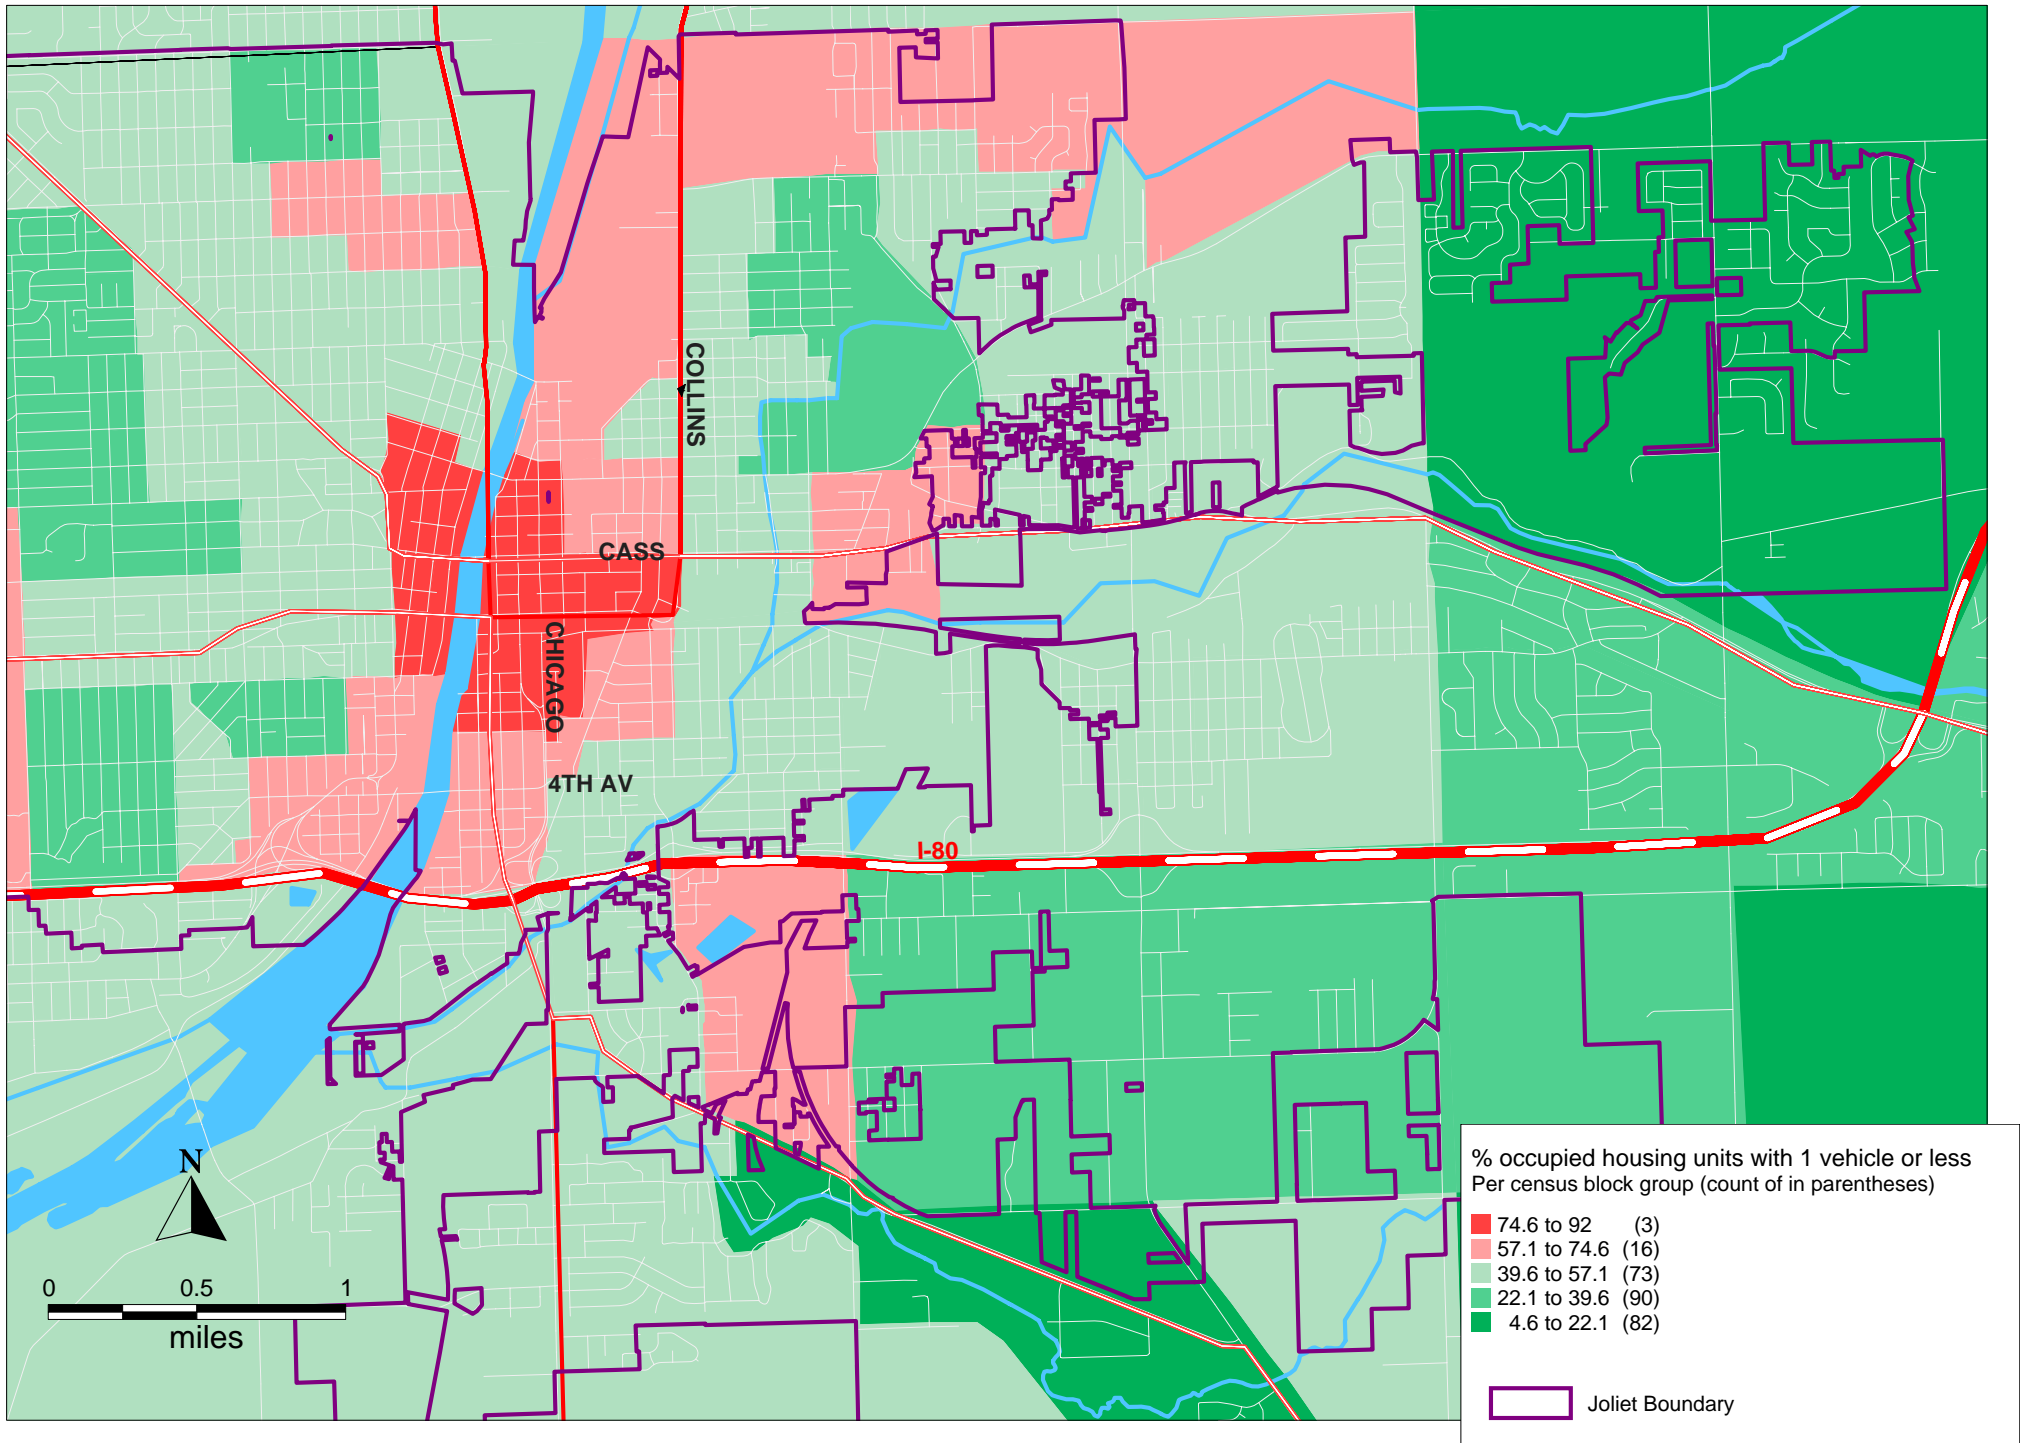 COLLINS
CASS
CHICAGO
4TH AV
I-80
N
0 0.5 1
miles
% occupied housing units with 1 vehicle or less
Per census block group (count of in parentheses)
74.6 to 92 (3)
57.1 to 74.6 (16)
39.6 to 57.1 (73)
22.1 to 39.6 (90)
4.6 to 22.1 (82)
Joliet Boundary